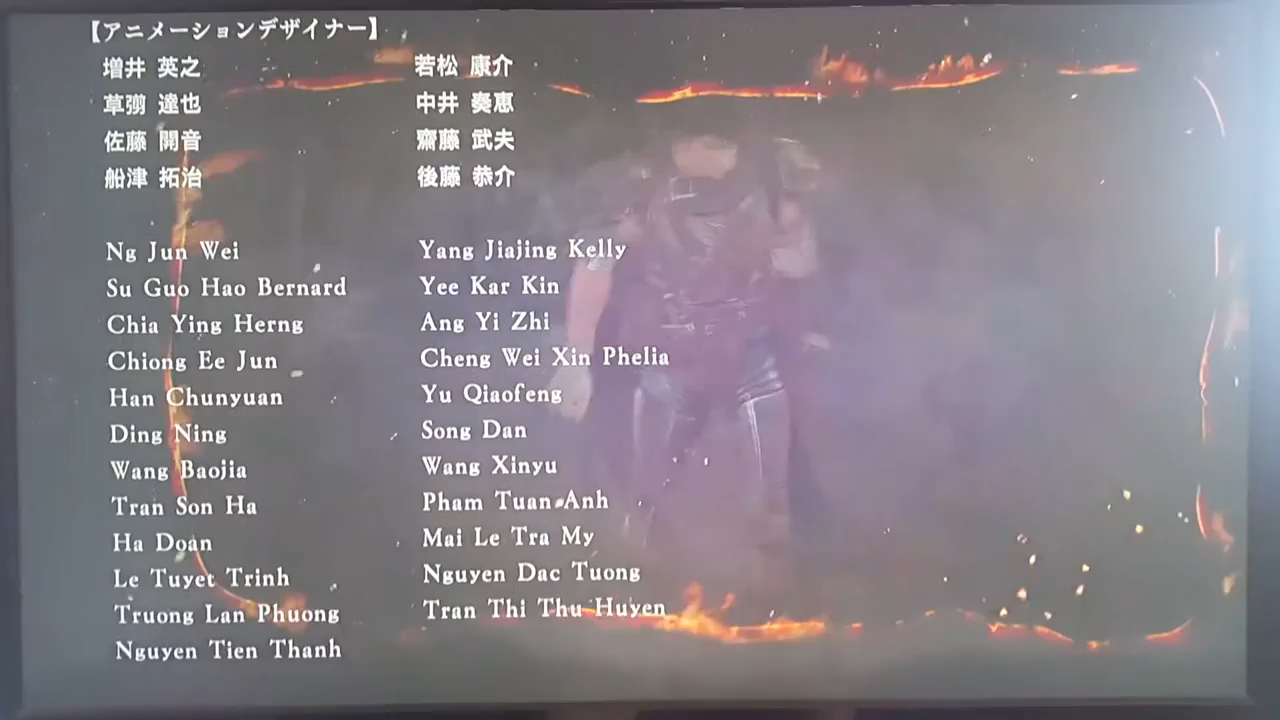 【アニメーションデザイナー】
増井 英之 若松 康介
草彅 達也 中井 奏恵
佐藤 開音 齋藤 武夫
船津 拓治 後藤 恭介
Ng Jun Wei Yang Jiajing Kelly
Su Guo Hao Bernard Yee Kar Kin
Chia Ying Herng Ang Yi Zhi
Chiong Ee Jun Cheng Wei Xin Phelia
Han Chunyuan Yu Qiaofeng
Ding Ning Song Dan
Wang Baojia Wang Xinyu
Tran Son Ha Pham Tuan Anh
Ha Doan Mai Le Tra My
Le Tuyet Trinh Nguyen Dac Tuong
Truong Lan Phuong Tran Thi Thu Huyen
Nguyen Tien Thanh